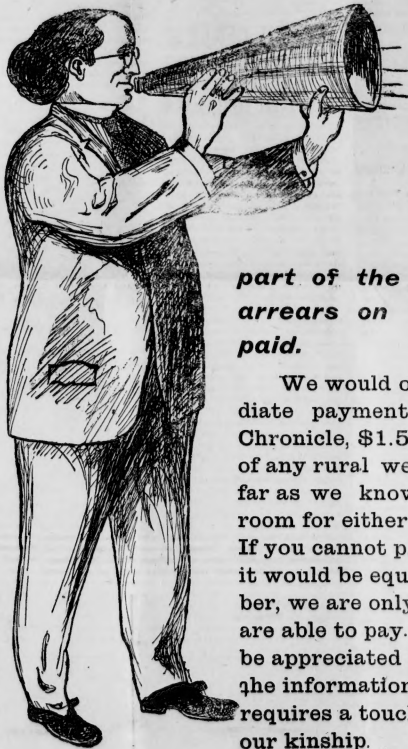 part of the
arrears on
paid.
We would c
diate payment
Chronicle, $1.5
of any rural we
far as we know
room for either
If you cannot p
it would be equ
ber, we are only
are able to pay.
be appreciated
the information
requires a touc
our kinship.